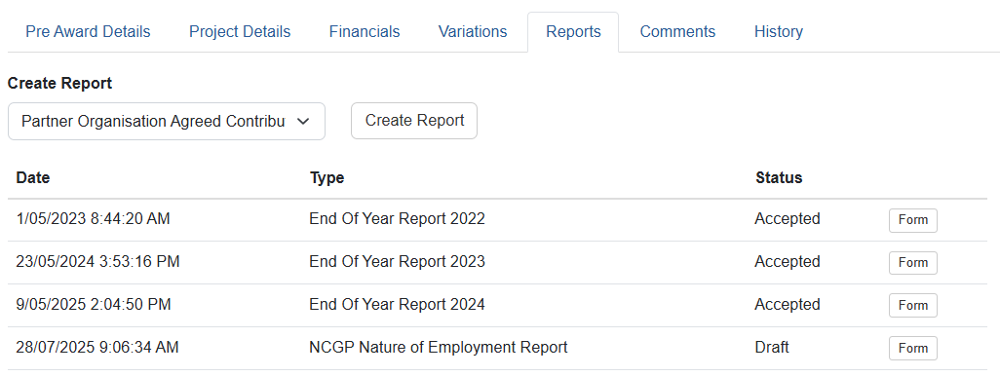 Pre Award Details Project Details Financials Variations Reports Comments History
Create Report
Partner Organisation Agreed Contribu Create Report
Date Type Status
1/05/2023 8:44:20 AM End Of Year Report 2022 Accepted Form
23/05/2024 3:53:16 PM End Of Year Report 2023 Accepted Form
9/05/2025 2:04:50 PM End Of Year Report 2024 Accepted Form
28/07/2025 9:06:34 AM NCGP Nature of Employment Report Draft Form